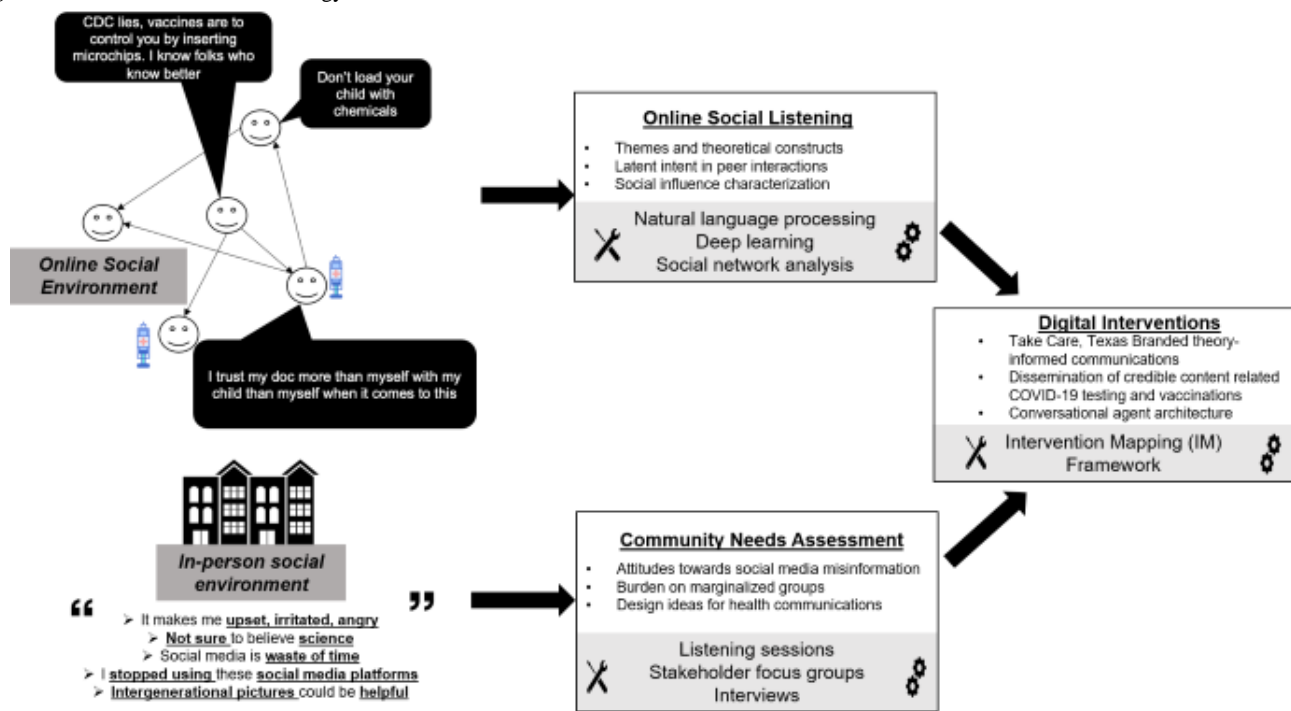 CDC lies, vaccines are to
control you by inserting
microchips. I know folks who
know better
Don't load your
child with
chemicals
Online Social
Environment
I trust my doc more than myself with my
child than myself when it comes to this
In-person social
environment
“ ”
➢ It makes me upset, irritated, angry
➢ Not sure to believe science
➢ Social media is waste of time
➢ I stopped using these social media platforms
➢ Intergenerational pictures could be helpful
Online Social Listening
• Themes and theoretical constructs
• Latent intent in peer interactions
• Social influence characterization
Natural language processing
Deep learning
Social network analysis
Community Needs Assessment
• Attitudes towards social media misinformation
• Burden on marginalized groups
• Design ideas for health communications
Listening sessions
Stakeholder focus groups
Interviews
Digital Interventions
• Take Care, Texas Branded theory-
informed communications
• Dissemination of credible content related
COVID-19 testing and vaccinations
• Conversational agent architecture
Intervention Mapping (IM)
Framework